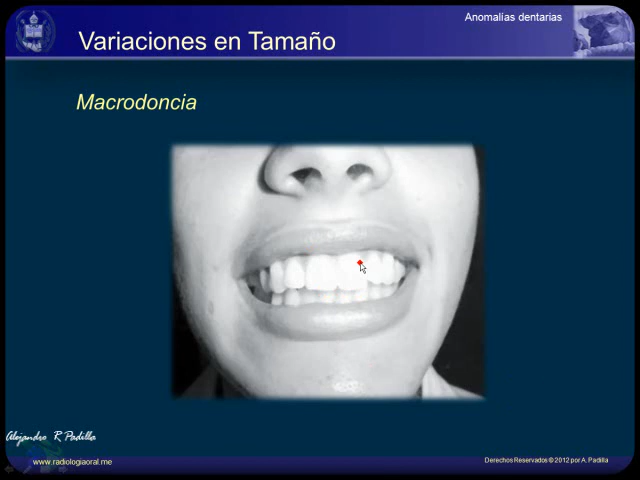 Anomalías dentarias
Variaciones en Tamaño
Macrodoncia
Alejandro R Padilla
www.radiologiaoral.me
Derechos Reservados © 2012 por A. Padilla